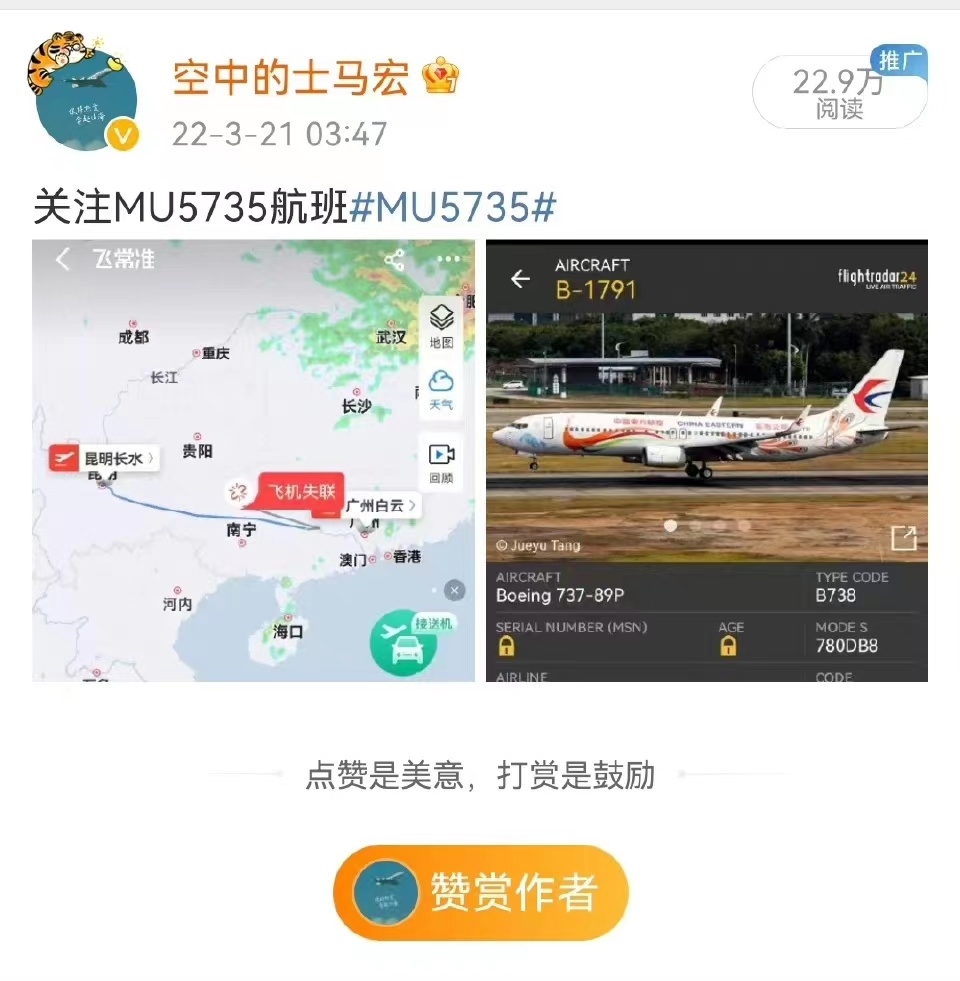 空中的士马宏
22-3-21 03:47
推广
22.9万
阅读
关注MU5735航班#MU5735#
飞常准
成都
重庆
武汉
长江
地图
天气
长沙
回顾
贵阳
昆明长水
飞机失联
广州白云
南宁
澳门
香港
河内
海口
接送机
AIRCRAFT
B-1791
flightradar24
LIVE AIR TRAFFIC
中国东方航空 CHINA EASTERN
© Jueyu Tang
AIRCRAFT
Boeing 737-89P
TYPE CODE
B738
SERIAL NUMBER (MSN)
AGE
MODE S
780DB8
AIRLINE
CODE
点赞是美意，打赏是鼓励
赞赏作者